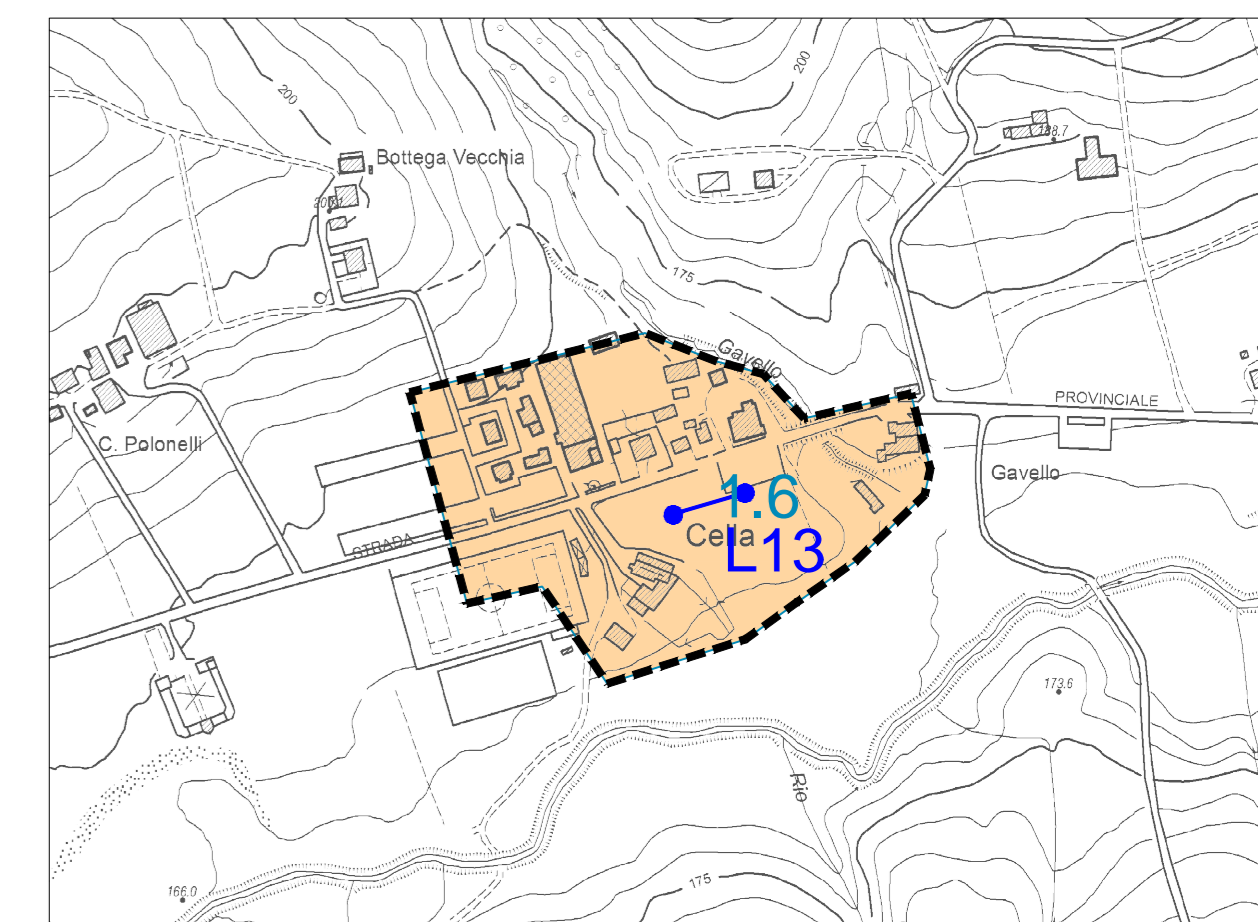 200
200
188.7
Bottega Vecchia
175
Gavello
PROVINCIALE
C. Polonelli
Gavello
1.6
Cella
L13
STRADA
173.6
Rio
175
166.0